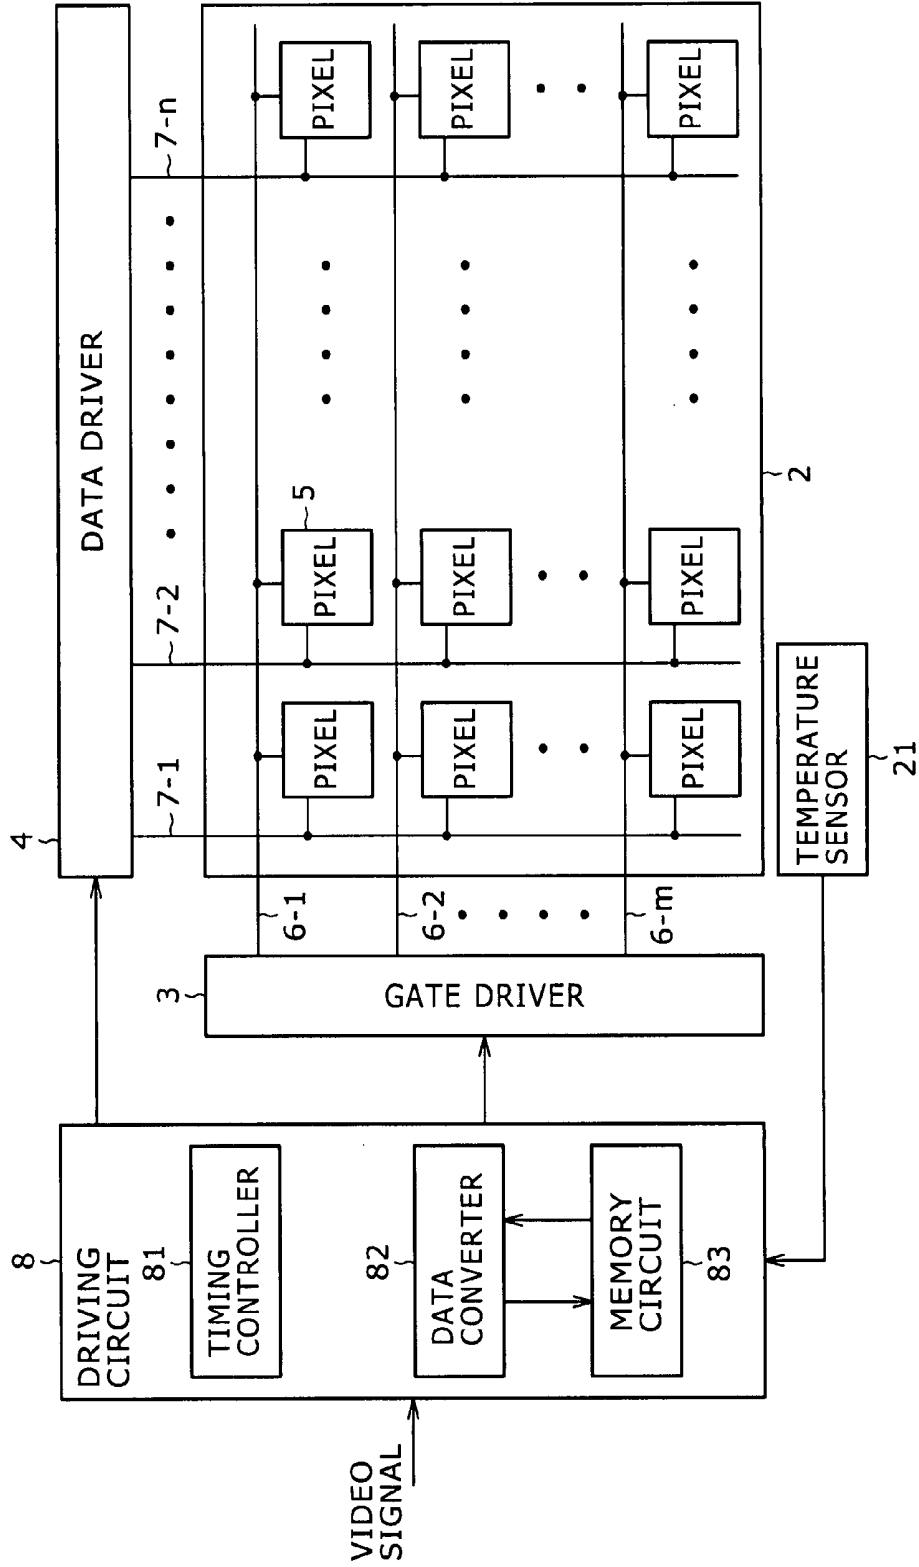 8
DRIVING
CIRCUIT
81
TIMING
CONTROLLER
82
DATA
CONVERTER
83
MEMORY
CIRCUIT
VIDEO
SIGNAL
4
DATA DRIVER
7-1
7-2
7-n
3
GATE DRIVER
6-1
6-2
6-m
PIXEL
PIXEL
5
PIXEL
PIXEL
PIXEL
PIXEL
PIXEL
PIXEL
PIXEL
2
TEMPERATURE
SENSOR
21